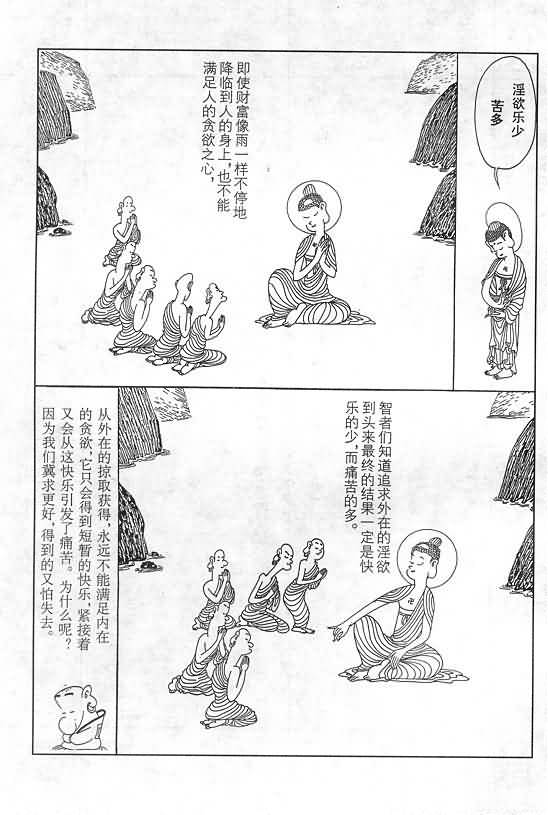 淫欲乐少
苦多
即使财富像雨一样不停地
降临到人的身上，也不能
满足人的贪欲之心，
智者们知道追求外在的淫欲
到头来最终的结果一定是快
乐的少，而痛苦的多。
从外在的掠取获得，永远不能满足内在
的贪欲，它只会得到短暂的快乐，紧接着
又会从这快乐引发了痛苦。为什么呢？
因为我们冀求更好，得到的又怕失去。